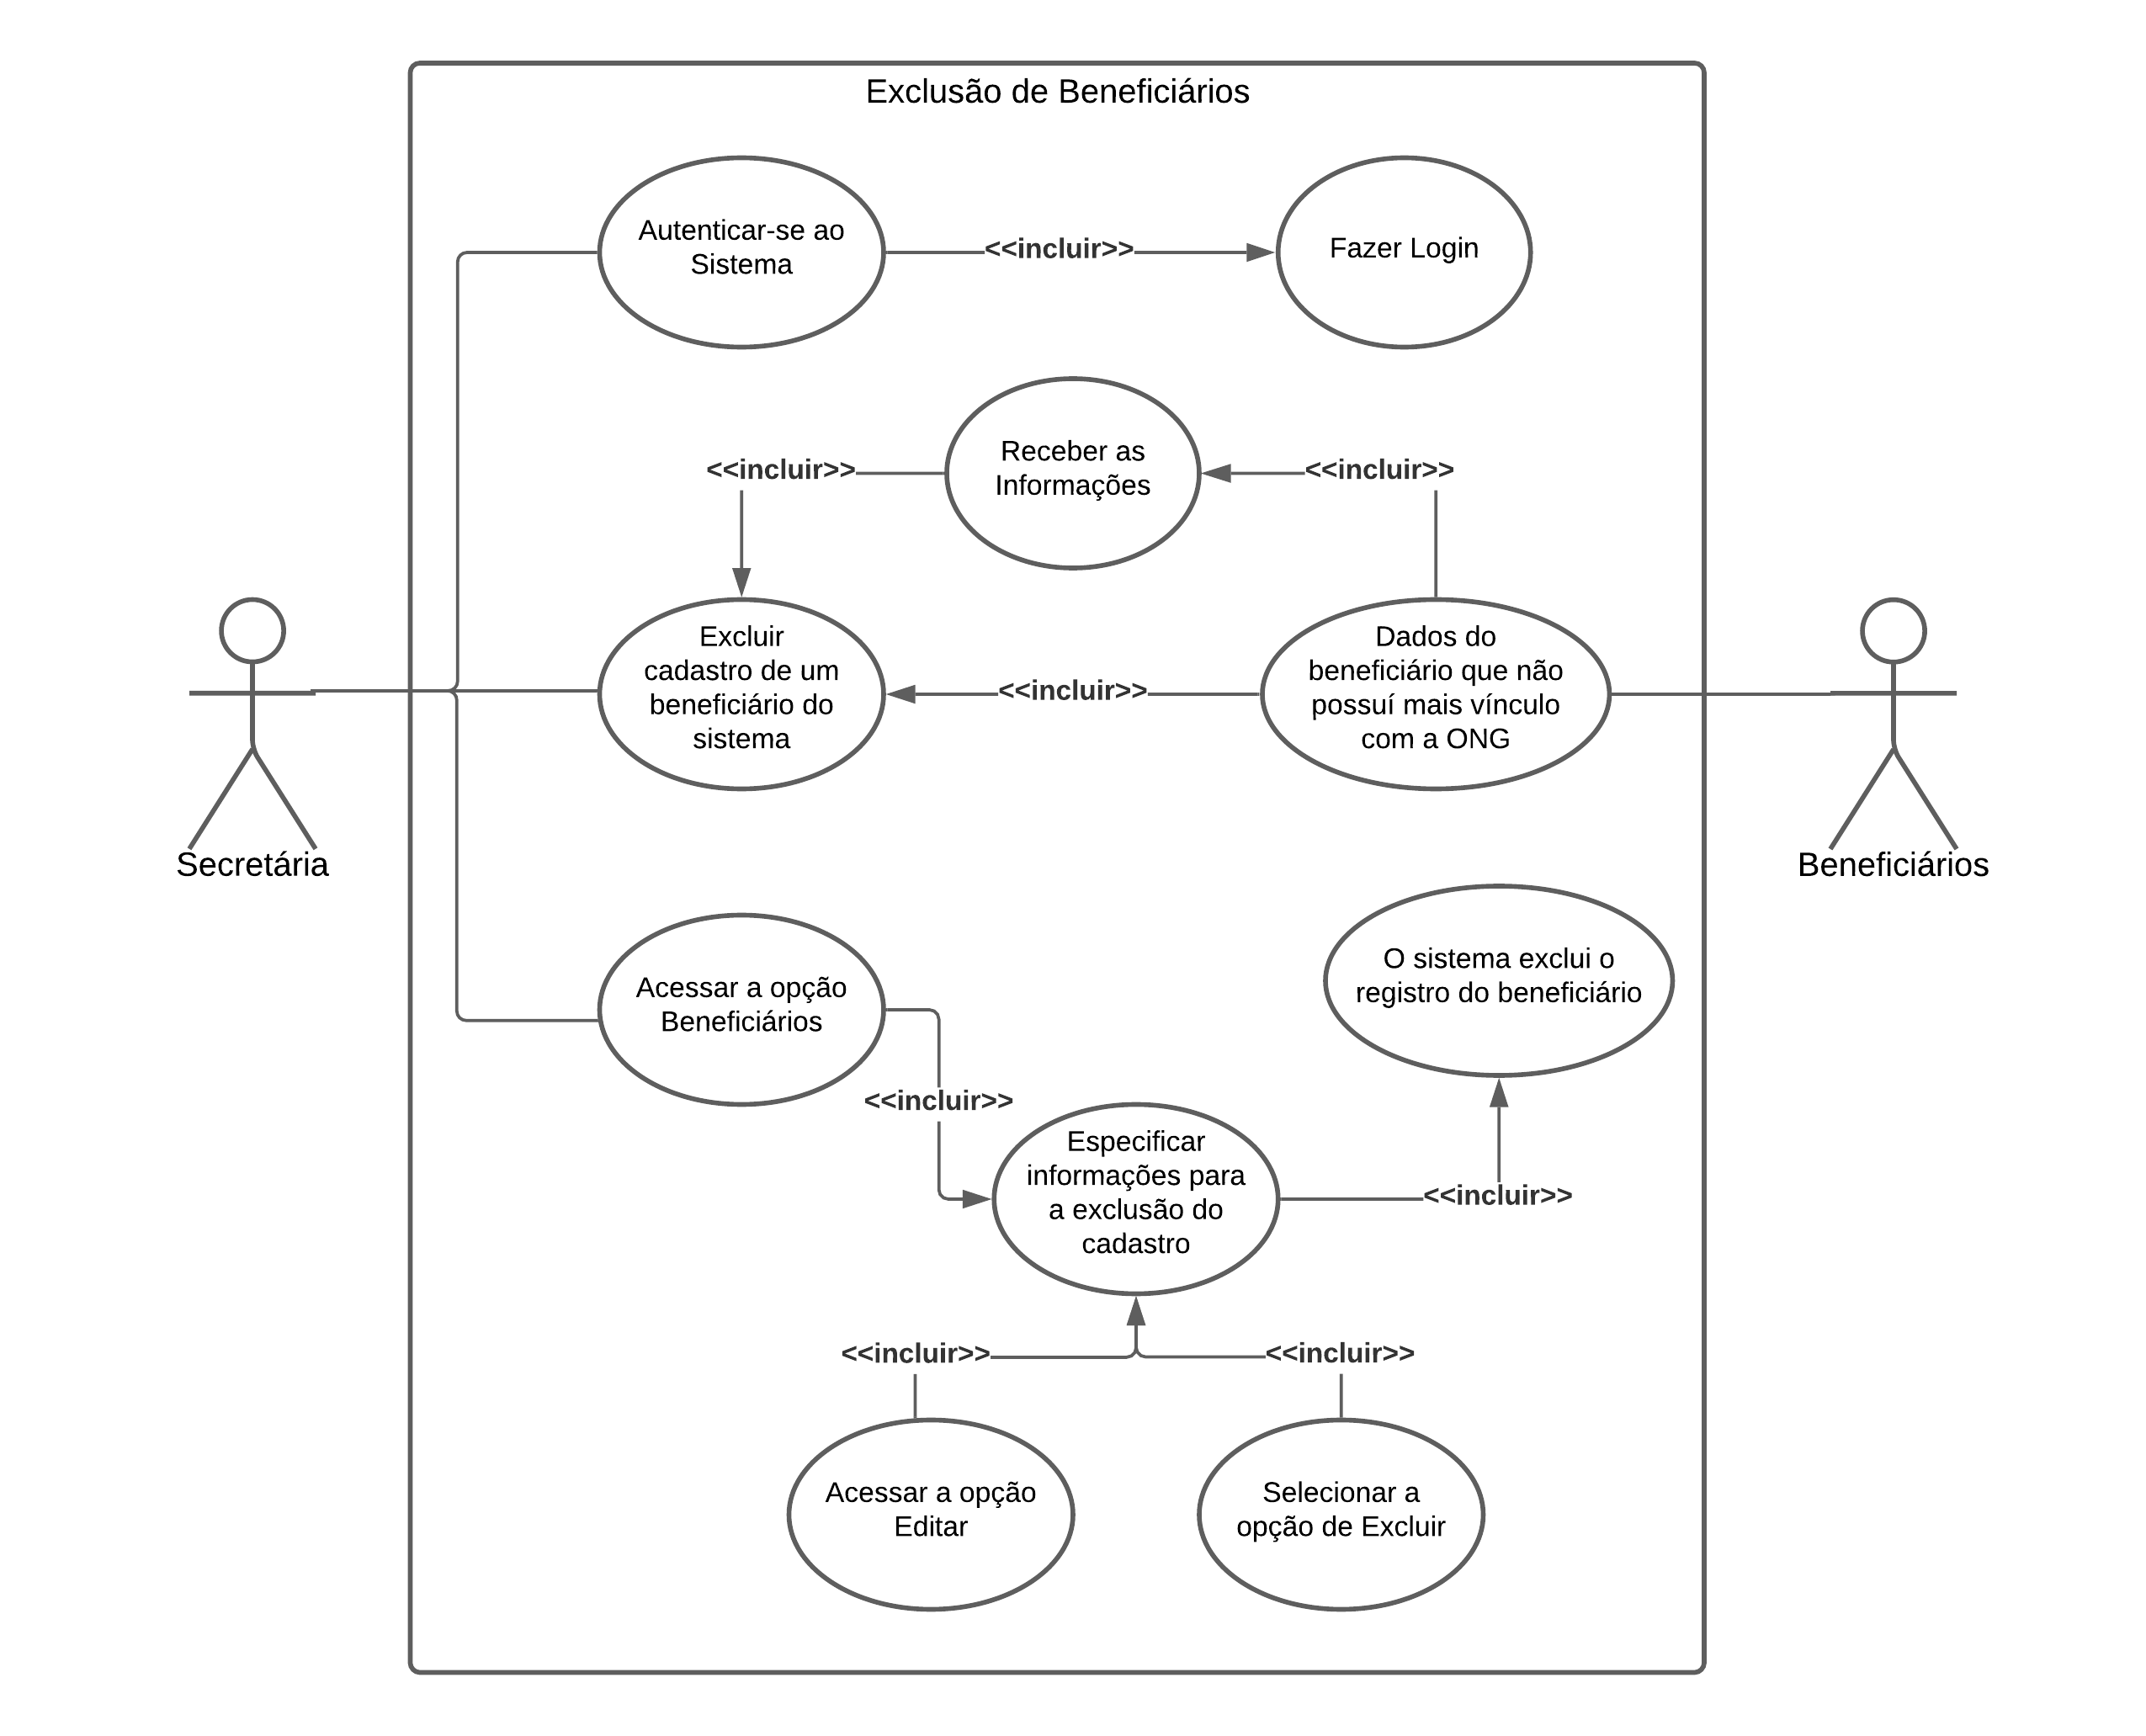 Exclusão de Beneficiários
Autenticar-se ao
Sistema
<<incluir>>
Fazer Login
Receber as
Informações
<<incluir>>
<<incluir>>
Excluir
cadastro de um
beneficiário do
sistema
<<incluir>>
Dados do
beneficiário que não
possuí mais vínculo
com a ONG
Secretária
Beneficiários
Acessar a opção
Beneficiários
O sistema exclui o
registro do beneficiário
<<incluir>>
Especificar
informações para
a exclusão do
cadastro
<<incluir>>
<<incluir>>
<<incluir>>
Acessar a opção
Editar
Selecionar a
opção de Excluir